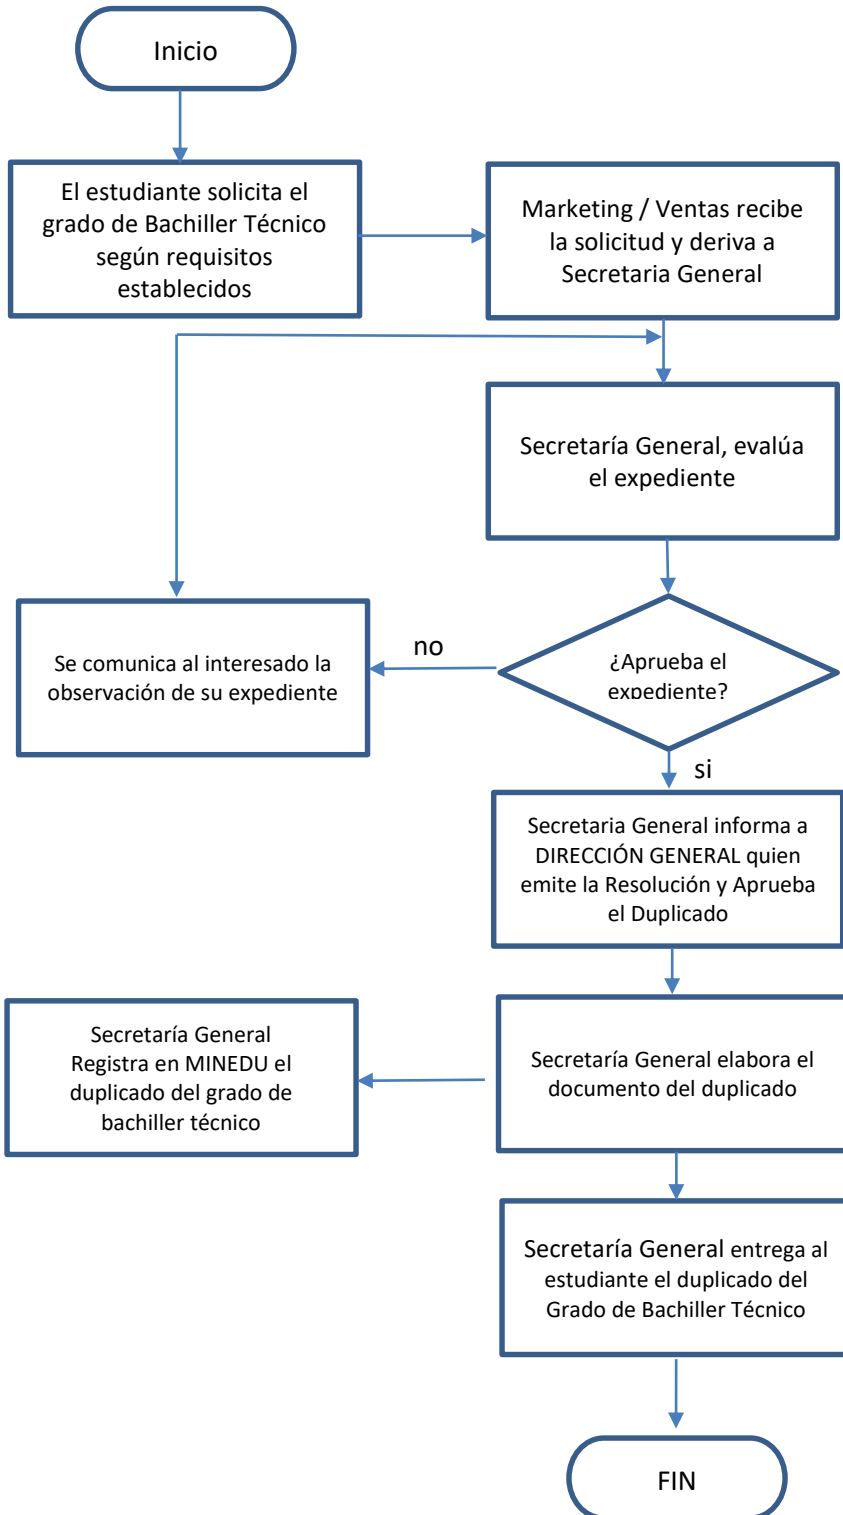 Inicio
El estudiante solicita el
grado de Bachiller Técnico
según requisitos
establecidos
Marketing / Ventas recibe
la solicitud y deriva a
Secretaria General
Secretaría General, evalúa
el expediente
¿Aprueba el
expediente?
no
Se comunica al interesado la
observación de su expediente
si
Secretaria General informa a
DIRECCIÓN GENERAL quien
emite la Resolución y Aprueba
el Duplicado
Secretaría General elabora el
documento del duplicado
Secretaría General
Registra en MINEDU el
duplicado del grado de
bachiller técnico
Secretaría General entrega al
estudiante el duplicado del
Grado de Bachiller Técnico
FIN